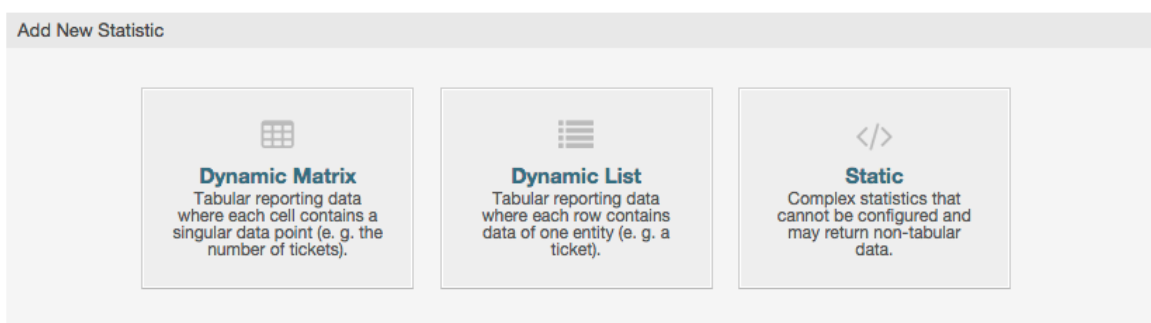 Add New Statistic
Dynamic Matrix
Tabular reporting data
where each cell contains a
singular data point (e. g. the
number of tickets).
Dynamic List
Tabular reporting data
where each row contains
data of one entity (e. g. a
ticket).
Static
Complex statistics that
cannot be configured and
may return non-tabular
data.